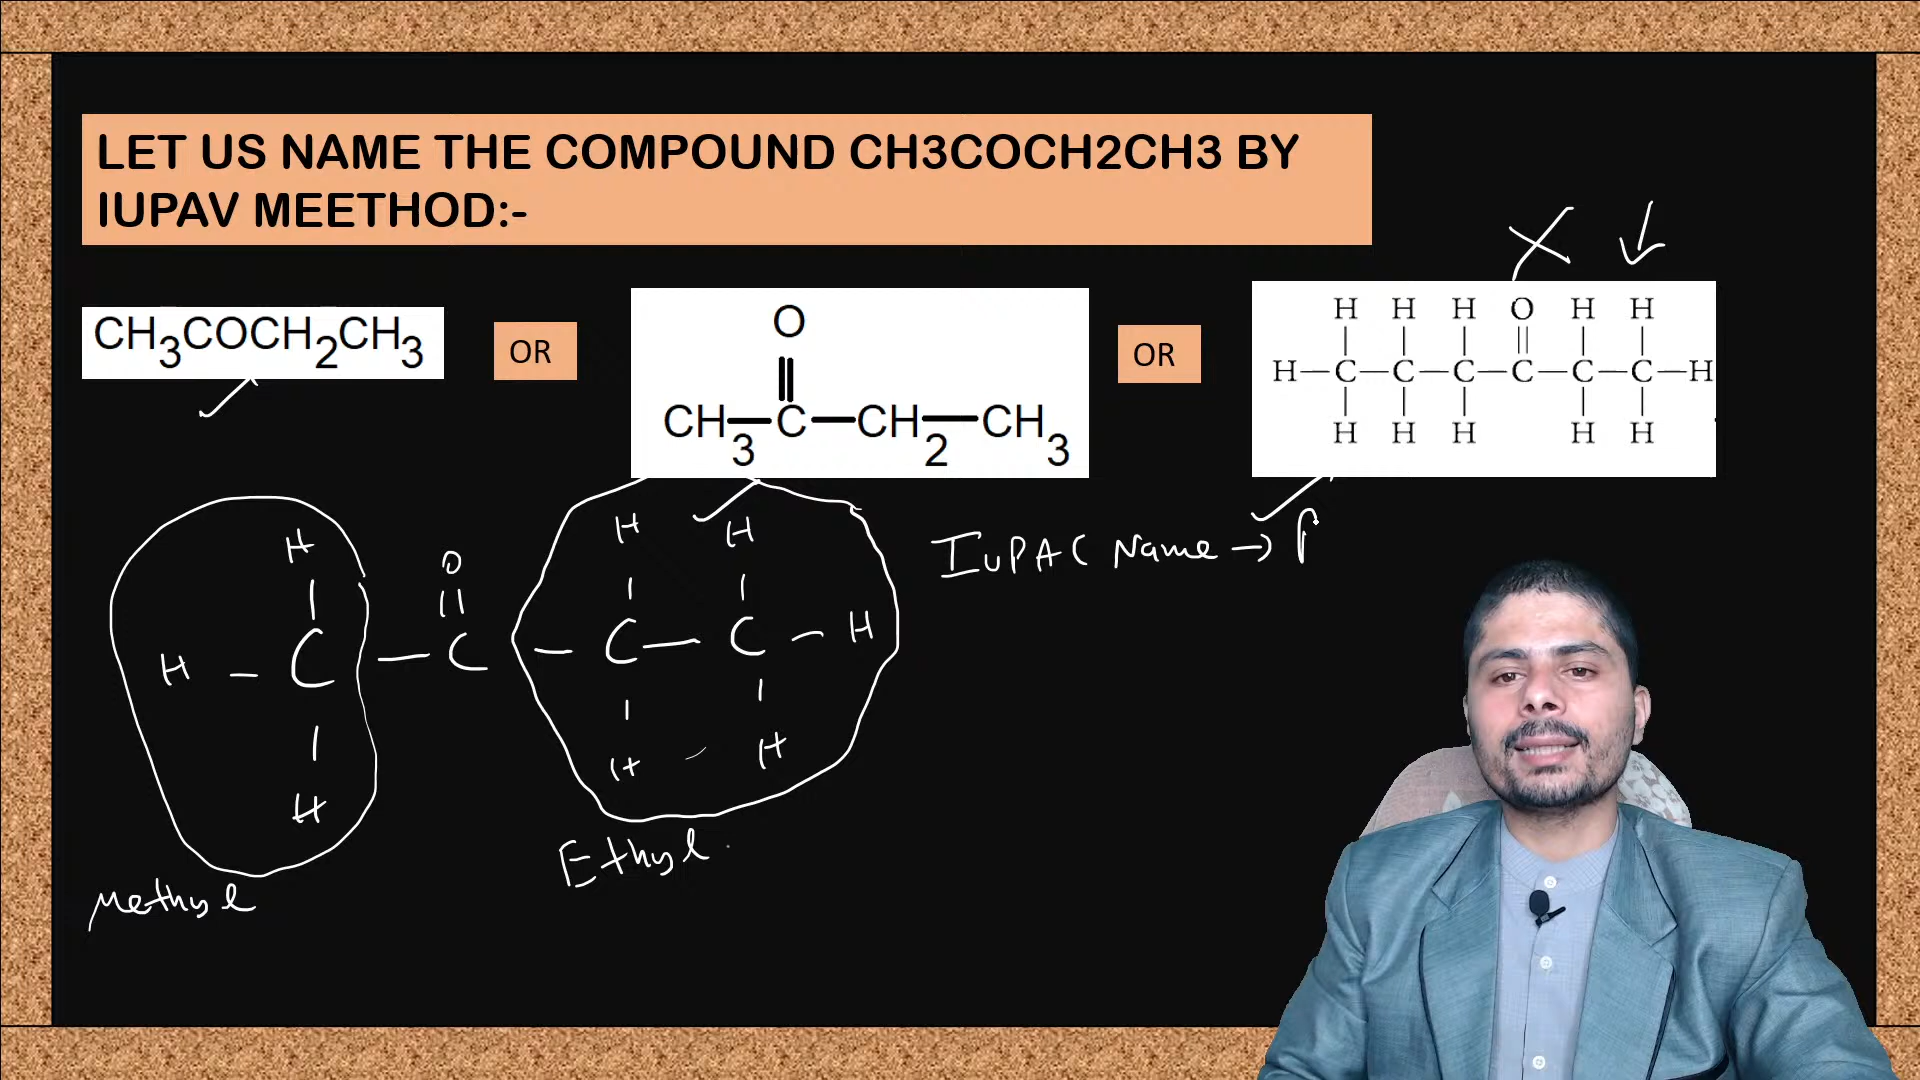 LET US NAME THE COMPOUND CH3COCH2CH3 BY
IUPAV MEETHOD:-
CH3COCH2CH3
OR
O
CH3—C—CH2—CH3
OR
H H H O H H
H—C—C—C—C—C—C—H
H H H H H
H O H H
H – C — C – C — C – H
H H H
Methyl
Ethyl
IUPAC Name → P